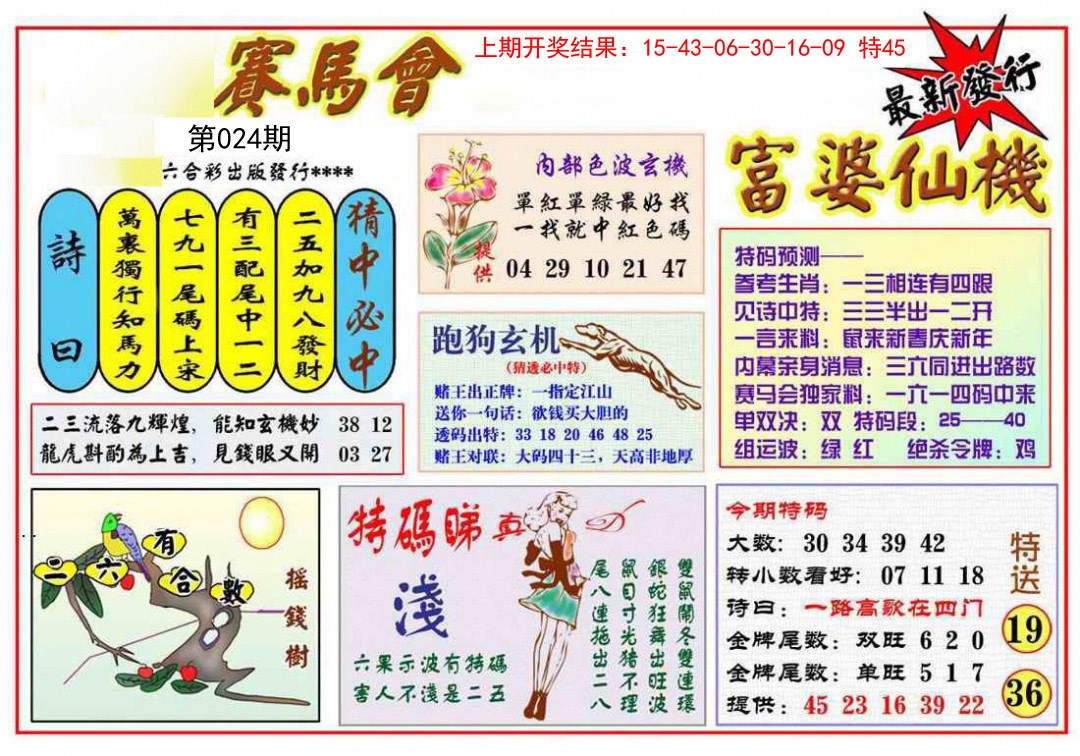 賽馬會
上期开奖结果：15-43-06-30-16-09 特45
最新發行
第024期
六合彩出版發行****
富婆仙機
詩曰
萬裏獨行知馬力
七九一尾碼上宋
有三配尾中一二
二五加九八發財
猜中必中
二三流落九輝煌，能知玄機妙 38 12
龍虎斟酌為上吉，見錢眼又開 03 27
內部色波玄機
單紅單綠最好找
一找就中紅色碼
提供
04 29 10 21 47
跑狗玄机
（猜透必中特）
赌王出正牌：一指定江山
送你一句话：欲钱买大胆的
透码出特：33 18 20 46 48 25
赌王对联：大码四十三，天高非地厚
特码预测——
参考生肖：一三相连有四跟
见诗中特：三三半出一二开
一言来料：鼠来新春庆新年
内幕亲身消息：三六同进出路数
赛马会独家料：一六一四码中来
单双决：双 特码段：25——40
组运波：绿 红 绝杀令牌：鸡
二六有合數
搖錢樹
特碼睇真
淺
六果示波有特碼
害人不淺是二五
雙鼠鬧冬雙連環
銀蛇狂舞出旺波
鼠目寸光豬不理
尾八連拖出二八
今期特码
大数：30 34 39 42
转小数看好：07 11 18
诗曰：一路高歌在四门
金牌尾数：双旺 6 2 0
金牌尾数：单旺 5 1 7
提供：45 23 16 39 22
特送
19
36